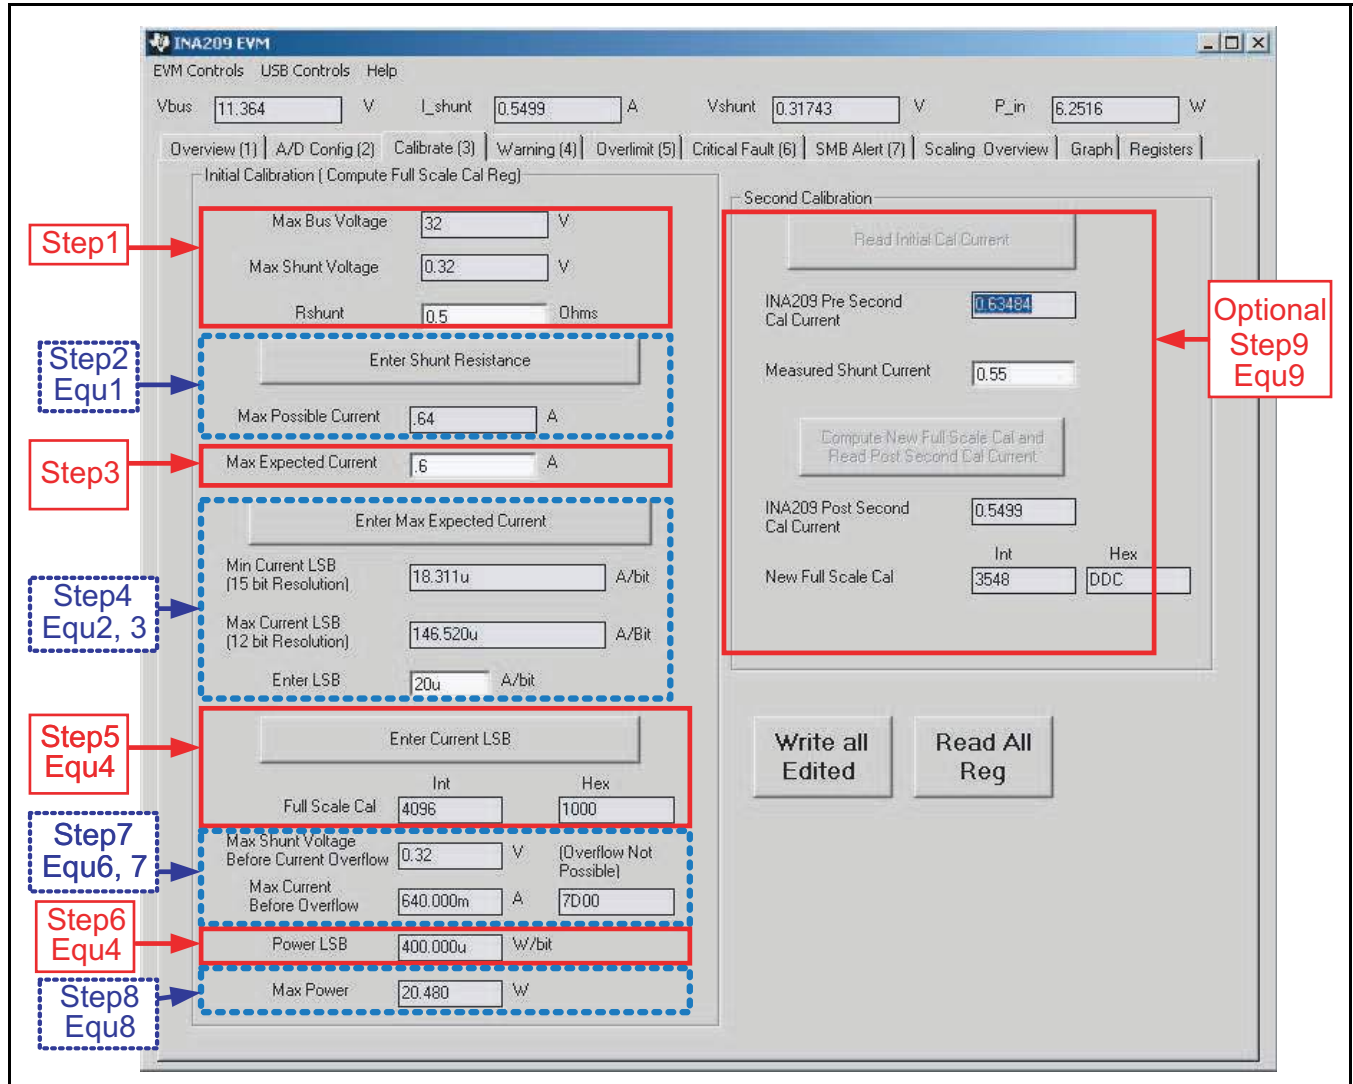 INA209 EVM
EVM Controls USB Controls Help
Vbus 11.364 V I_shunt 0.5499 A Vshunt 0.31743 V P_in 6.2516 W
Overview (1) A/D Config (2) Calibrate (3) Warning (4) Overlimit (5) Critical Fault (6) SMB Alert (7) Scaling Overview Graph Registers
Initial Calibration ( Compute Full Scale Cal Reg)
Step1
Max Bus Voltage 32 V
Max Shunt Voltage 0.32 V
Rshunt 0.5 Ohms
Step2
Equ1
Enter Shunt Resistance
Max Possible Current .64 A
Step3
Max Expected Current .6 A
Step4
Equ2, 3
Enter Max Expected Current
Min Current LSB
(15 bit Resolution) 18.311u A/bit
Max Current LSB
(12 bit Resolution) 146.520u A/Bit
Enter LSB 20u A/bit
Step5
Equ4
Enter Current LSB
Int Hex
Full Scale Cal 4096 1000
Step7
Equ6, 7
Max Shunt Voltage
Before Current Overflow 0.32 V (Overflow Not
Possible)
Max Current
Before Overflow 640.000m A 7D00
Step6
Equ4
Power LSB 400.000u W/bit
Step8
Equ8
Max Power 20.480 W
Second Calibration
Read Initial Cal Current
INA209 Pre Second
Cal Current 0.63484
Measured Shunt Current 0.55
Compute New Full Scale Cal and
Read Post Second Cal Current
INA209 Post Second
Cal Current 0.5499
Int Hex
New Full Scale Cal 3548 DDC
Optional
Step9
Equ9
Write all
Edited
Read All
Reg